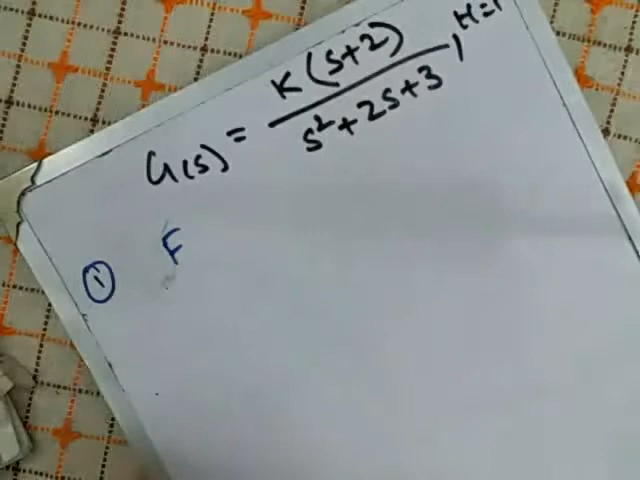 G(s) = K(s+2) / s²+2s+3 , H=1
① F